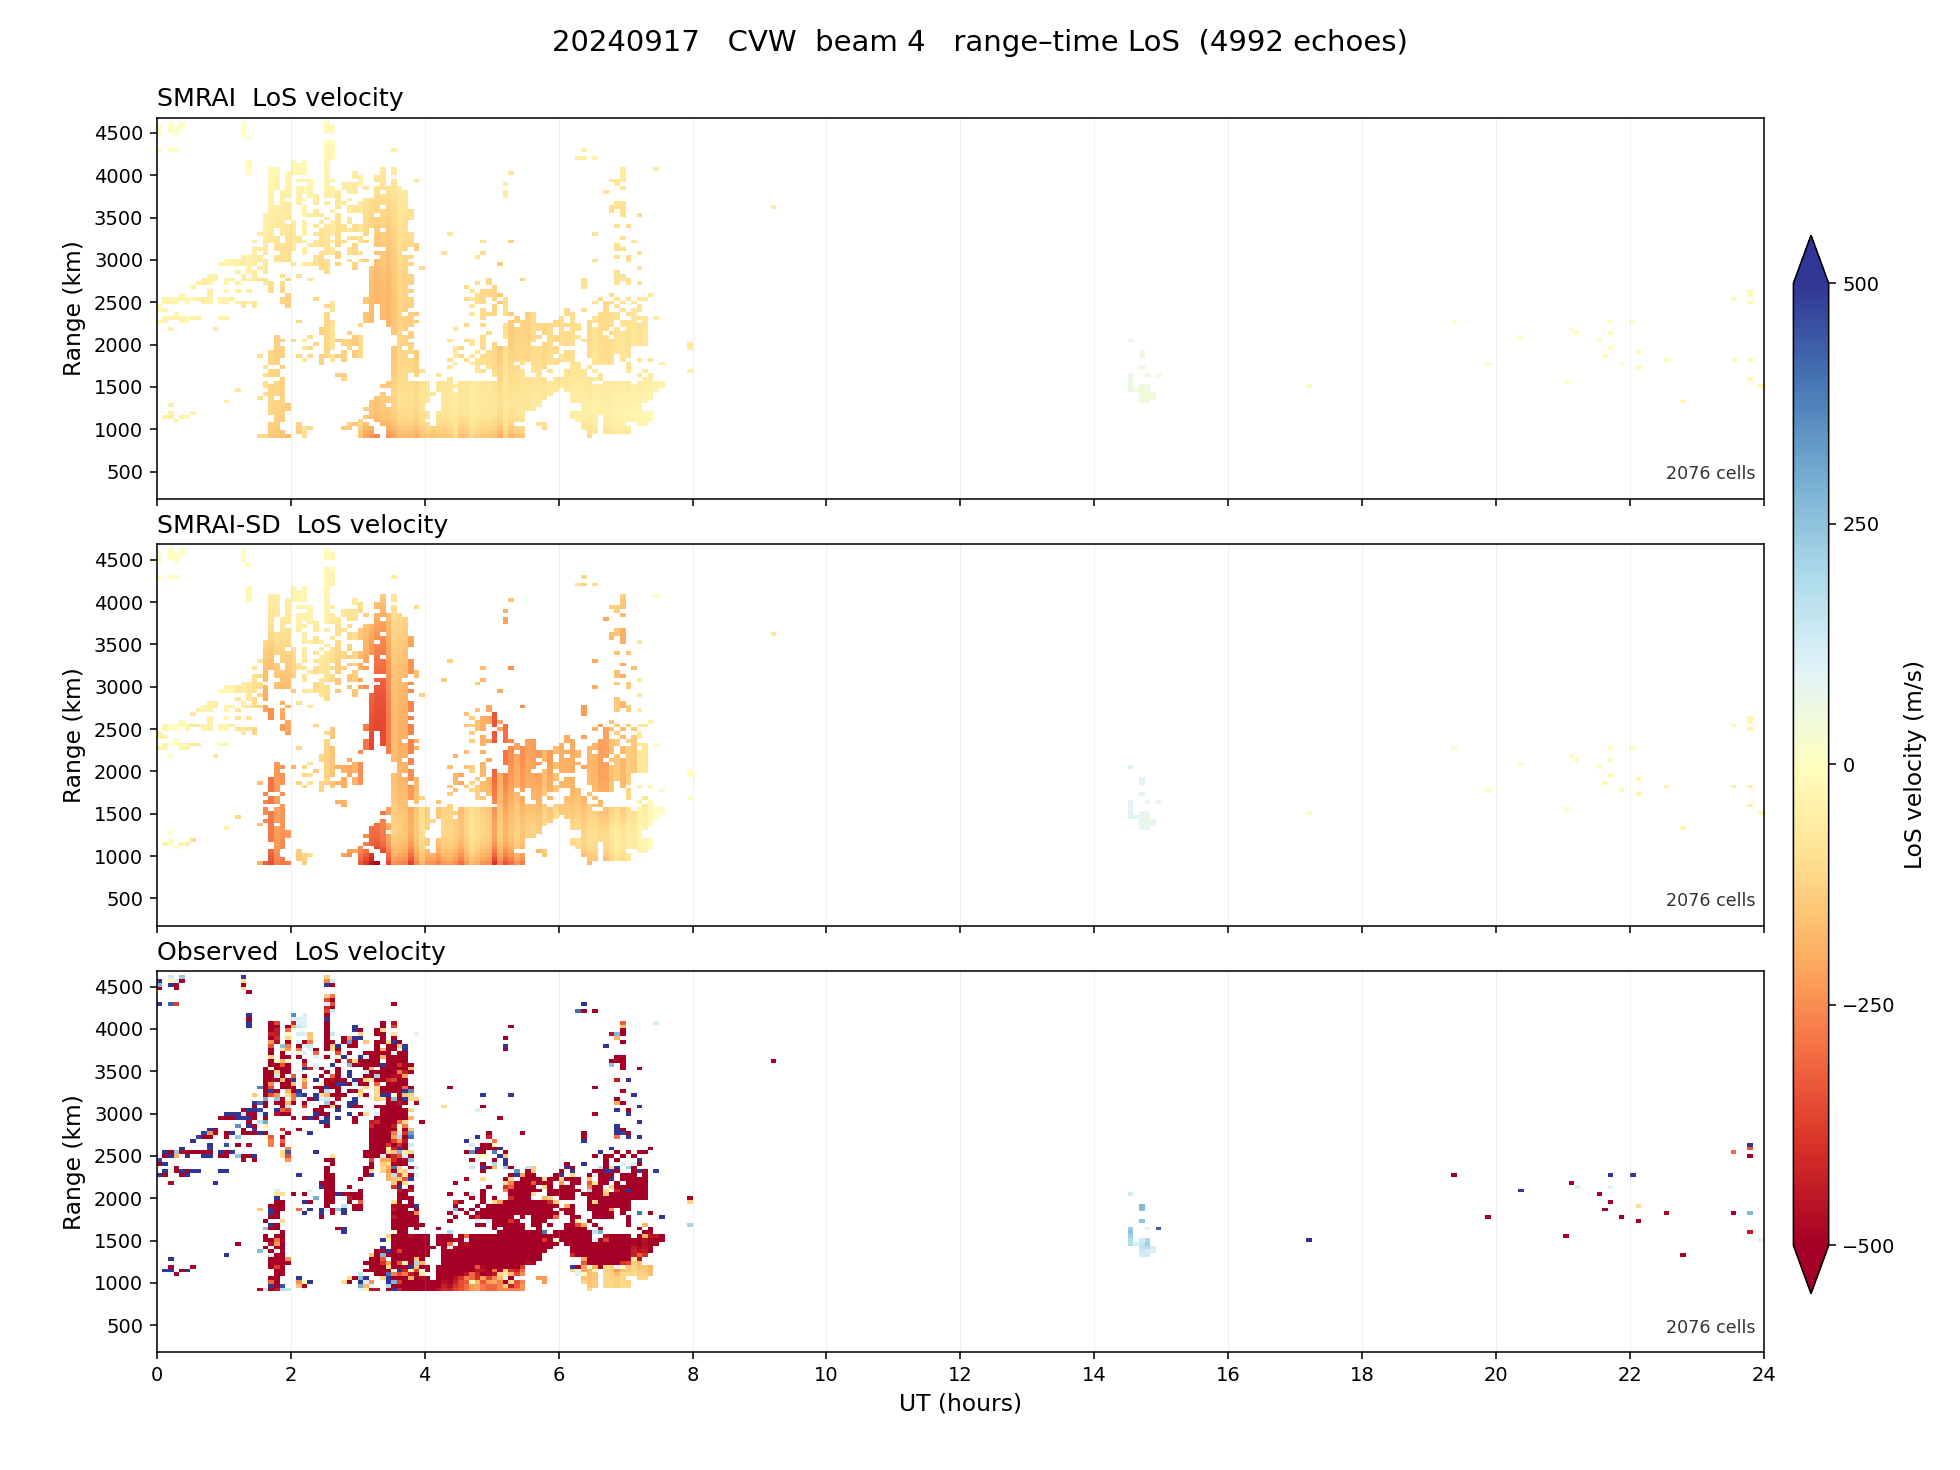 20240917   CVW  beam 4   range–time LoS  (4992 echoes)
SMRAI  LoS velocity
4500
4000
3500
3000
2500
2000
1500
1000
500
Range (km)
2076 cells
SMRAI-SD  LoS velocity
4500
4000
3500
3000
2500
2000
1500
1000
500
Range (km)
2076 cells
Observed  LoS velocity
4500
4000
3500
3000
2500
2000
1500
1000
500
Range (km)
2076 cells
0 2 4 6 8 10 12 14 16 18 20 22 24
UT (hours)
500
250
0
−250
−500
LoS velocity (m/s)